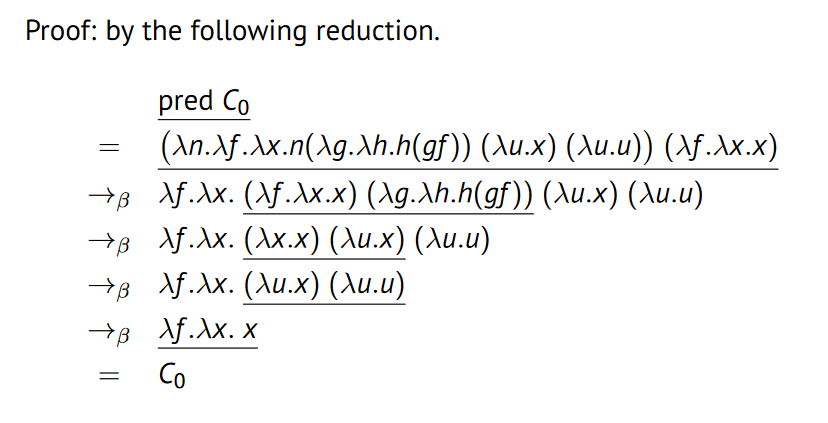 Proof: by the following reduction.
pred C₀
= (λn.λf.λx.n(λg.λh.h(gf)) (λu.x) (λu.u)) (λf.λx.x)
→β λf.λx. (λf.λx.x) (λg.λh.h(gf)) (λu.x) (λu.u)
→β λf.λx. (λx.x) (λu.x) (λu.u)
→β λf.λx. (λu.x) (λu.u)
→β λf.λx. x
= C₀